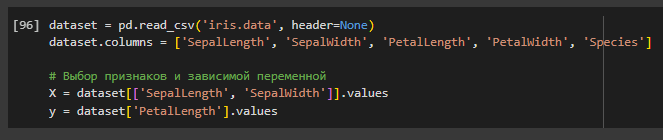 [96] dataset = pd.read_csv('iris.data', header=None)
dataset.columns = ['SepalLength', 'SepalWidth', 'PetalLength', 'PetalWidth', 'Species']
# Выбор признаков и зависимой переменной
X = dataset[['SepalLength', 'SepalWidth']].values
y = dataset['PetalLength'].values